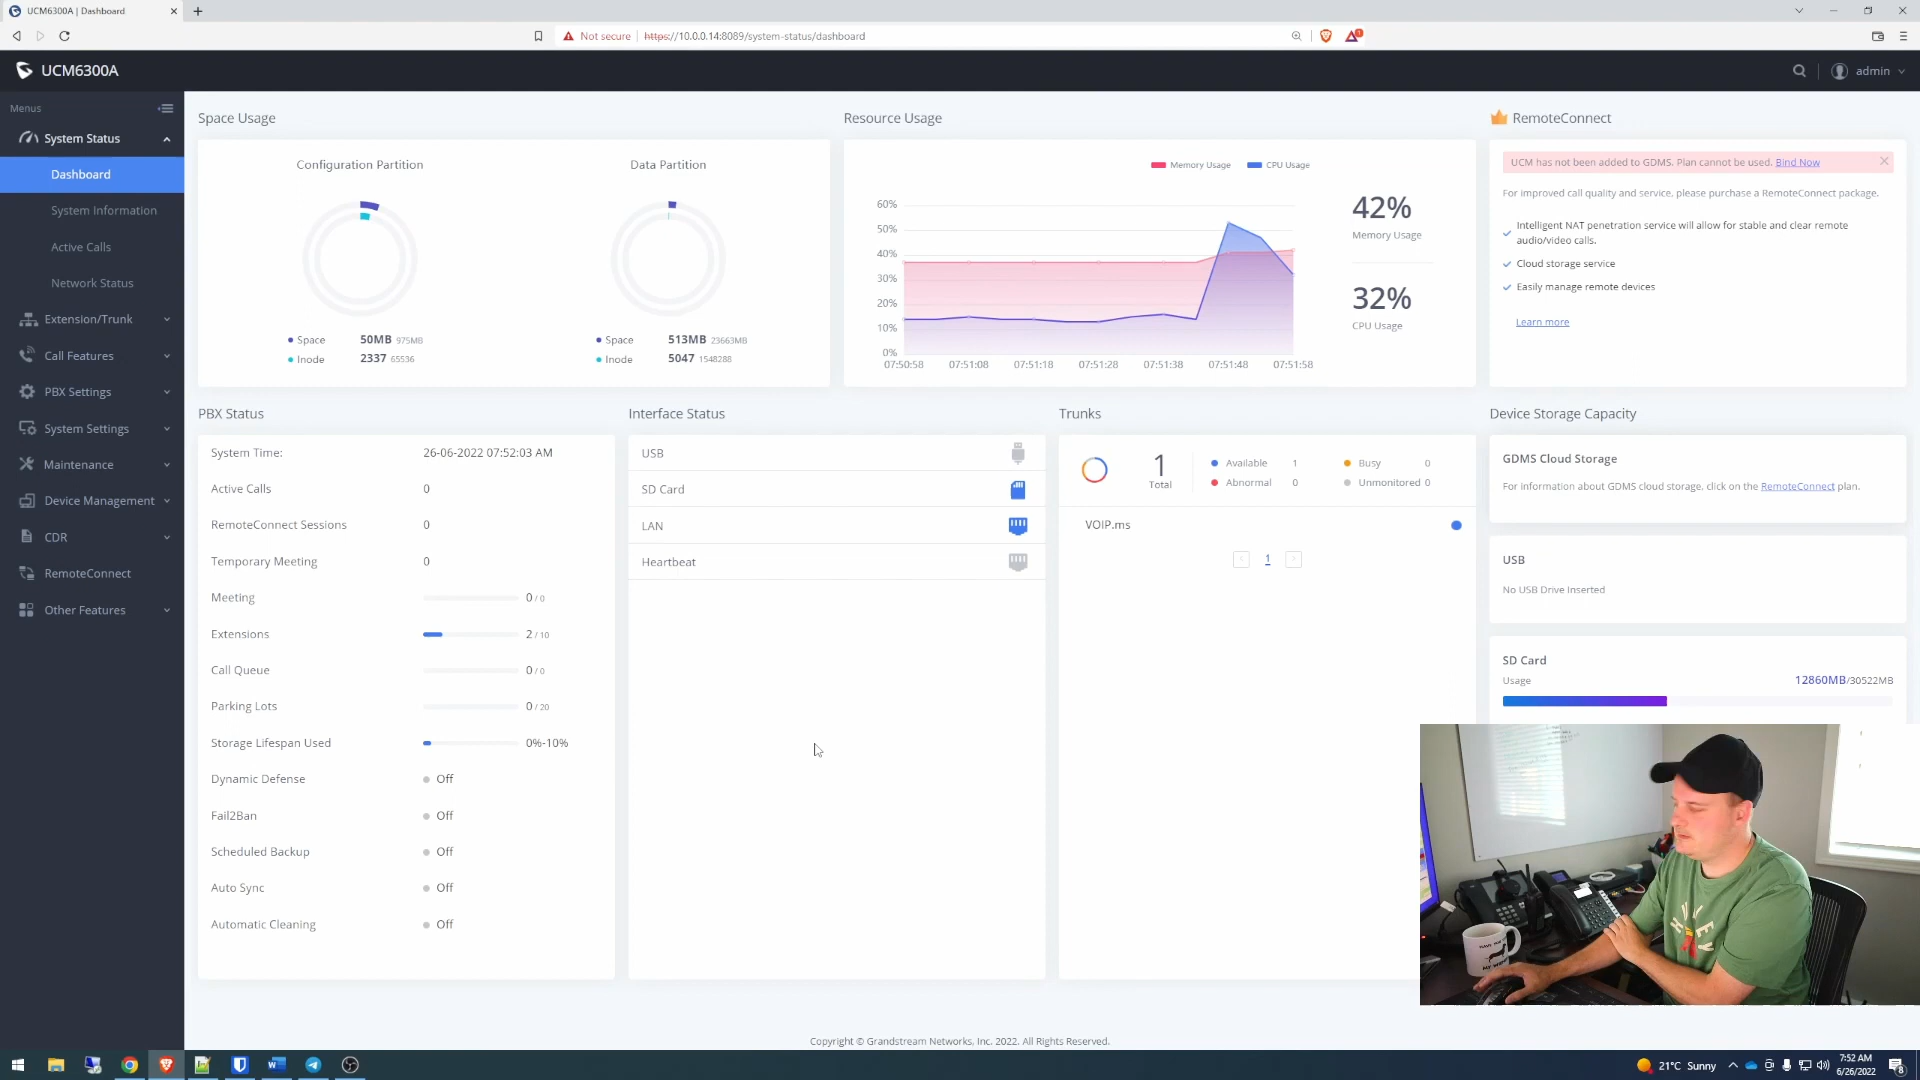 UCM6300A | Dashboard
Not secure
https://10.0.0.14:8089/system-status/dashboard
1
UCM6300A
admin
Menus
System Status
Dashboard
System Information
Active Calls
Network Status
Extension/Trunk
Call Features
PBX Settings
System Settings
Maintenance
Device Management
CDR
RemoteConnect
Other Features
Space Usage
Configuration Partition
Space 50MB 975MB
Inode 2337 65536
Data Partition
Space 513MB 23663MB
Inode 5047 1548288
Resource Usage
Memory Usage CPU Usage
60%
50%
40%
30%
20%
10%
0%
07:50:58 07:51:08 07:51:18 07:51:28 07:51:38 07:51:48 07:51:58
42%
Memory Usage
32%
CPU Usage
RemoteConnect
UCM has not been added to GDMS. Plan cannot be used. Bind Now
For improved call quality and service, please purchase a RemoteConnect package.
Intelligent NAT penetration service will allow for stable and clear remote
audio/video calls.
Cloud storage service
Easily manage remote devices
Learn more
PBX Status
System Time: 26-06-2022 07:52:03 AM
Active Calls 0
RemoteConnect Sessions 0
Temporary Meeting 0
Meeting 0 / 0
Extensions 2 / 10
Call Queue 0 / 0
Parking Lots 0 / 20
Storage Lifespan Used 0%-10%
Dynamic Defense Off
Fail2Ban Off
Scheduled Backup Off
Auto Sync Off
Automatic Cleaning Off
Interface Status
USB
SD Card
LAN
Heartbeat
Trunks
1
Total
Available 1 Busy 0
Abnormal 0 Unmonitored 0
VOIP.ms
1
Device Storage Capacity
GDMS Cloud Storage
For information about GDMS cloud storage, click on the RemoteConnect plan.
USB
No USB Drive Inserted
SD Card
Usage 12860MB/30522MB
Copyright © Grandstream Networks, Inc. 2022. All Rights Reserved.
21°C Sunny
7:52 AM
6/26/2022
8